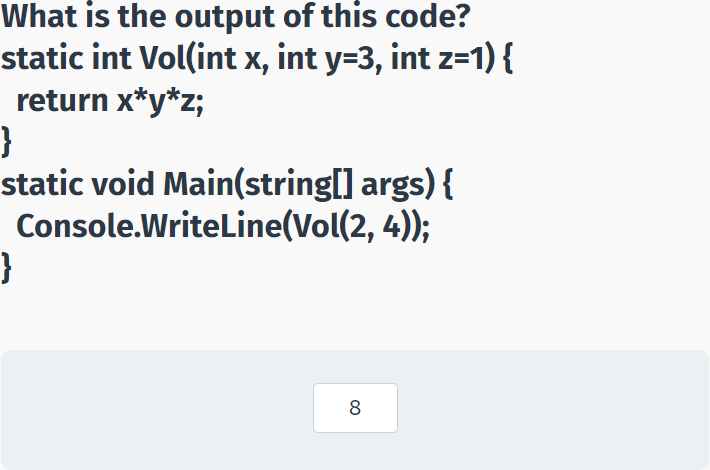 What is the output of this code?
static int Vol(int x, int y=3, int z=1) {
  return x*y*z;
}
static void Main(string[] args) {
  Console.WriteLine(Vol(2, 4));
}
8